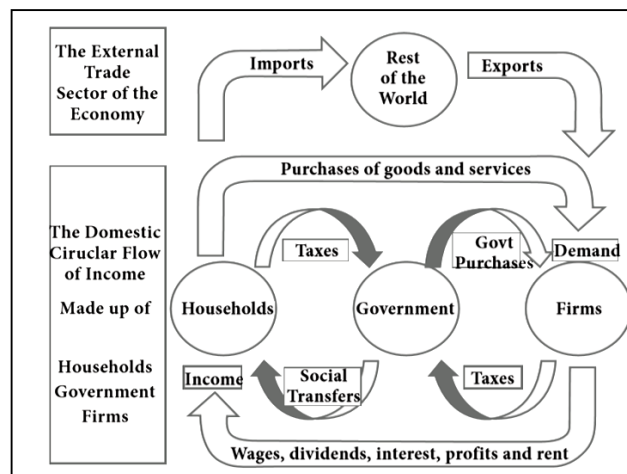 The External
Trade
Sector of the
Economy
Imports
Rest
of the
World
Exports
Purchases of goods and services
The Domestic
Ciruclar Flow
of Income
Made up of
Households
Government
Firms
Taxes
Govt
Purchases
Demand
Households
Government
Firms
Income
Social
Transfers
Taxes
Wages, dividends, interest, profits and rent